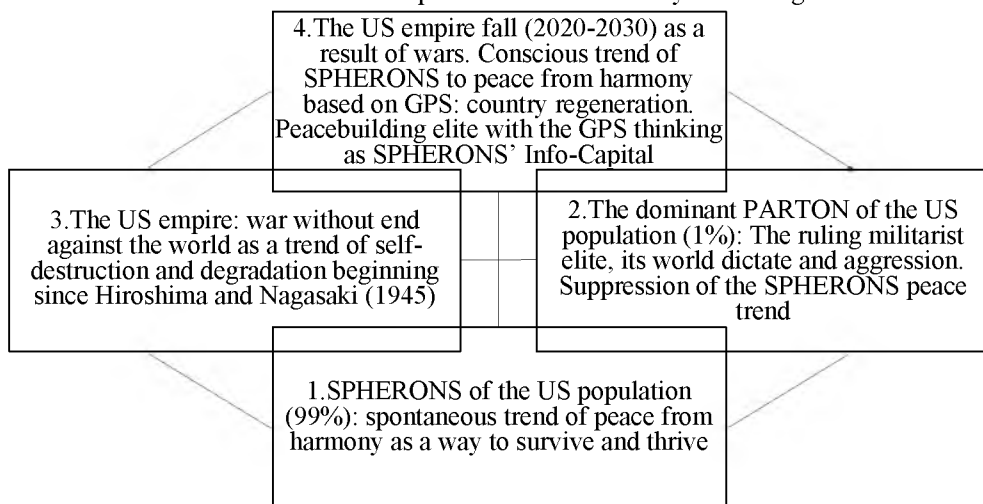 4.The US empire fall (2020-2030) as a
result of wars. Conscious trend of
SPHERONS to peace from harmony
based on GPS: country regeneration.
Peacebuilding elite with the GPS thinking
as SPHERONS’ Info-Capital
3.The US empire: war without end
against the world as a trend of self-
destruction and degradation beginning
since Hiroshima and Nagasaki (1945)
2.The dominant PARTON of the US
population (1%): The ruling militarist
elite, its world dictate and aggression.
Suppression of the SPHERONS peace
trend
1.SPHERONS of the US population
(99%): spontaneous trend of peace from
harmony as a way to survive and thrive